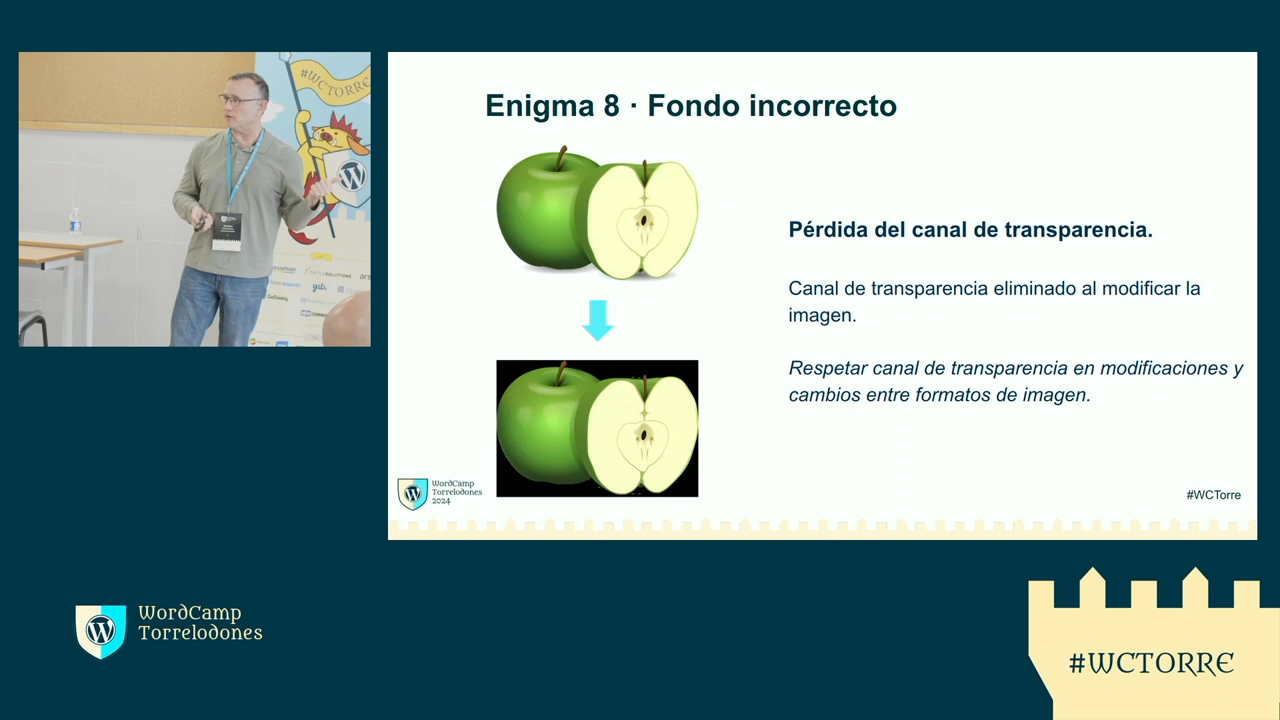 #WCTORRE
Enigma 8 · Fondo incorrecto
Pérdida del canal de transparencia.
Canal de transparencia eliminado al modificar la
imagen.
Respetar canal de transparencia en modificaciones y
cambios entre formatos de imagen.
WordCamp
Torrelodones
2024
#WCTorre
WordCamp
Torrelodones
#WCTORRE